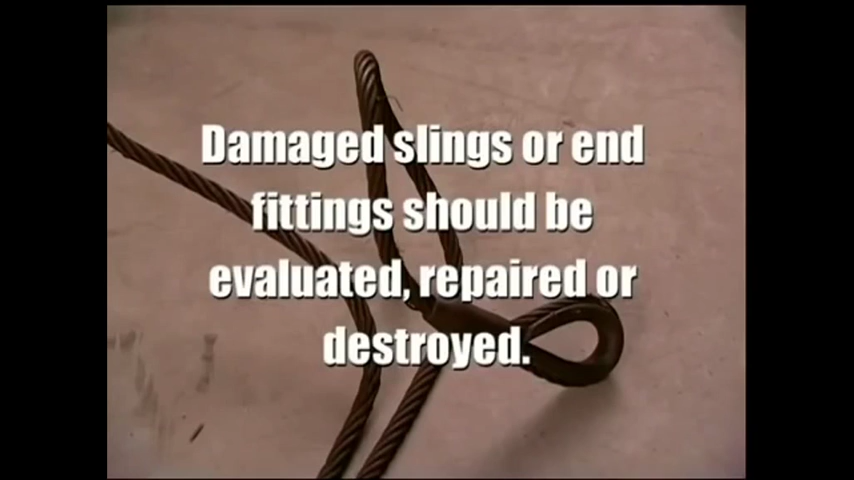 Damaged slings or end
fittings should be
evaluated, repaired or
destroyed.